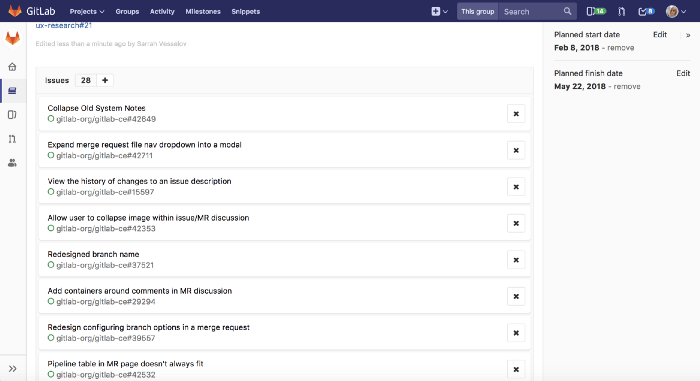 GitLab Projects Groups Activity Milestones Snippets This group Search 14 8
ux-research#21
Edited less than a minute ago by Sarrah Vesselov
Issues 28
Collapse Old System Notes
gitlab-org/gitlab-ce#42649
Expand merge request file nav dropdown into a modal
gitlab-org/gitlab-ce#42711
View the history of changes to an issue description
gitlab-org/gitlab-ce#15597
Allow user to collapse image within issue/MR discussion
gitlab-org/gitlab-ce#42353
Redesigned branch name
gitlab-org/gitlab-ce#37521
Add containers around comments in MR discussion
gitlab-org/gitlab-ce#29294
Redesign configuring branch options in a merge request
gitlab-org/gitlab-ce#39557
Pipeline table in MR page doesn't always fit
gitlab-org/gitlab-ce#42532
Planned start date Edit »
Feb 8, 2018 - remove
Planned finish date Edit
May 22, 2018 - remove